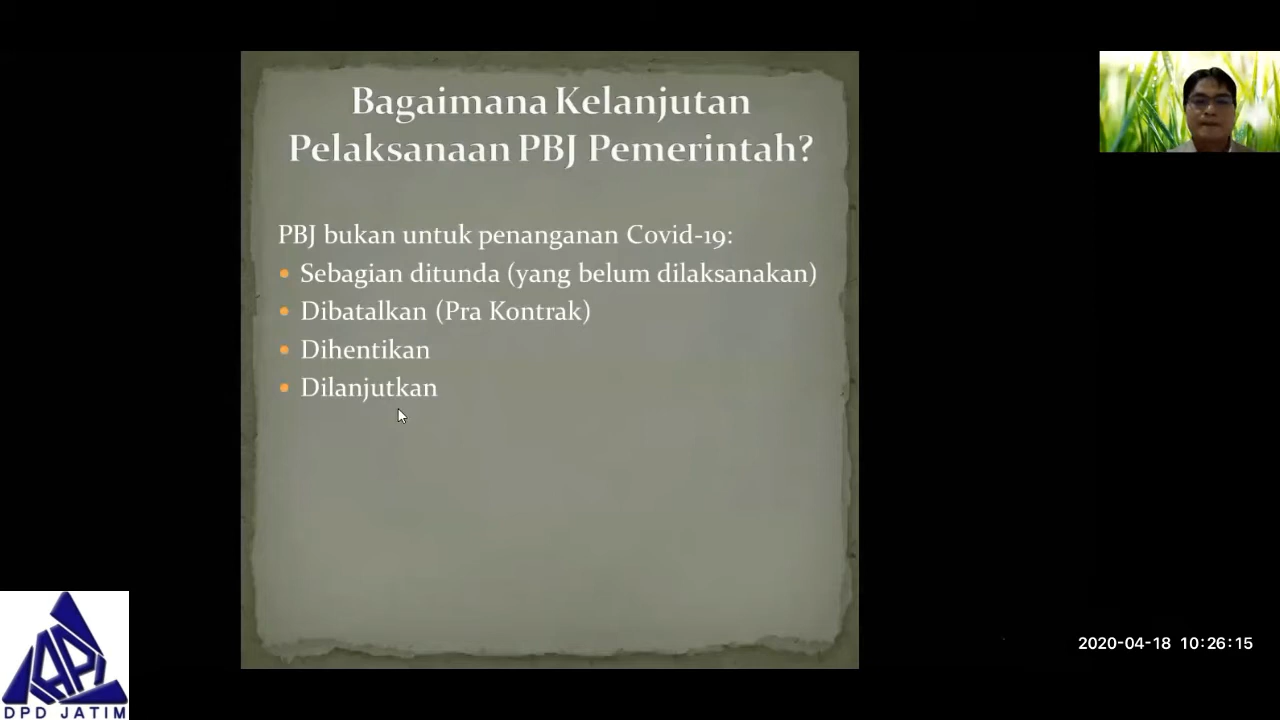 Bagaimana Kelanjutan
Pelaksanaan PBJ Pemerintah?
PBJ bukan untuk penanganan Covid-19:
• Sebagian ditunda (yang belum dilaksanakan)
• Dibatalkan (Pra Kontrak)
• Dihentikan
• Dilanjutkan
IAPI
DPD JATIM
2020-04-18 10:26:15